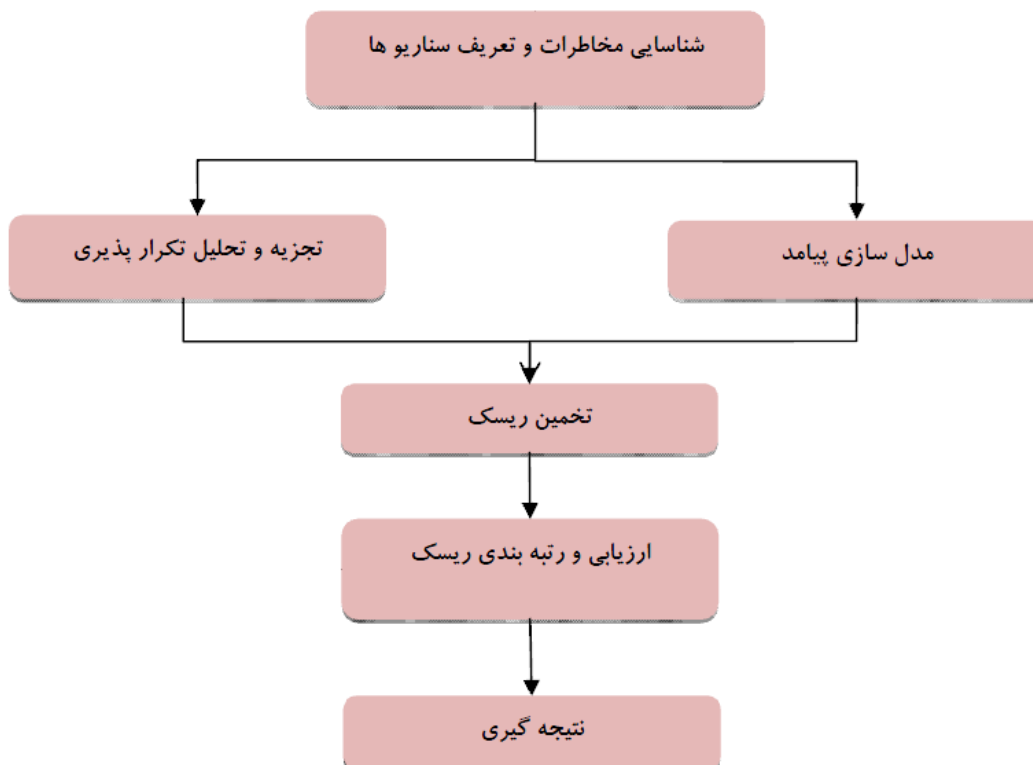 شناسایی مخاطرات و تعریف سناریو ها
مدل سازی پیامد
تجزیه و تحلیل تکرار پذیری
تخمین ریسک
ارزیابی و رتبه بندی ریسک
نتیجه گیری